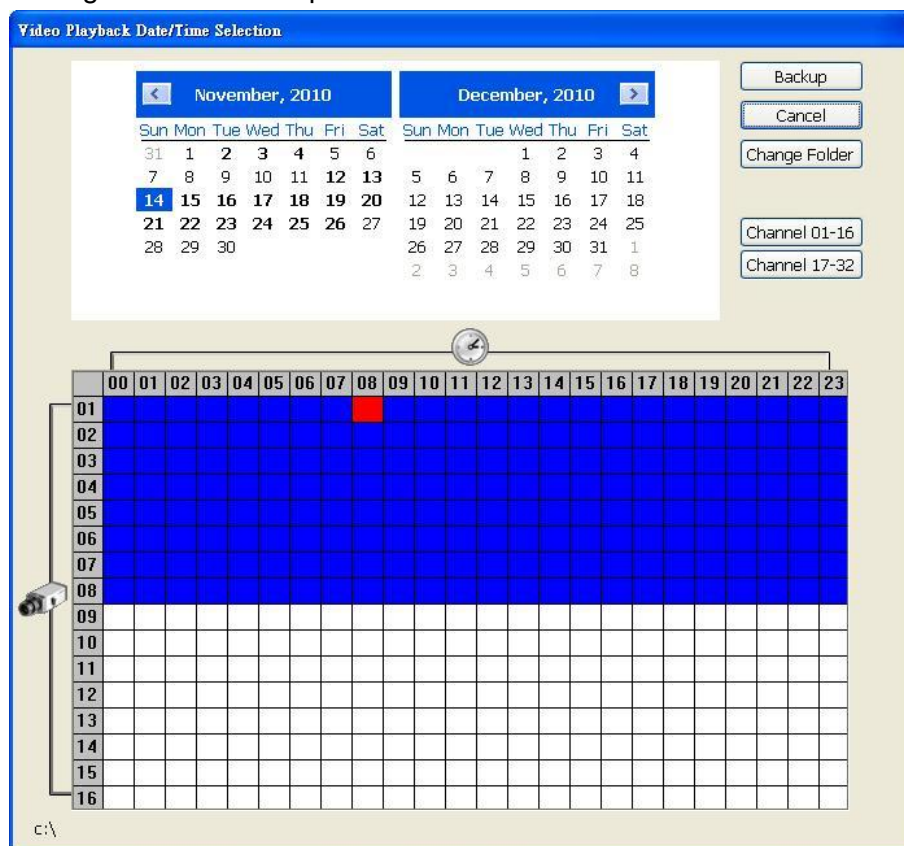 Video Playback Date/Time Selection
November, 2010 December, 2010
Sun Mon Tue Wed Thu Fri Sat Sun Mon Tue Wed Thu Fri Sat
31 1 2 3 4 5 6 1 2 3 4
7 8 9 10 11 12 13 5 6 7 8 9 10 11
14 15 16 17 18 19 20 12 13 14 15 16 17 18
21 22 23 24 25 26 27 19 20 21 22 23 24 25
28 29 30 26 27 28 29 30 31 1
2 3 4 5 6 7 8
Backup
Cancel
Change Folder
Channel 01-16
Channel 17-32
00 01 02 03 04 05 06 07 08 09 10 11 12 13 14 15 16 17 18 19 20 21 22 23
01
02
03
04
05
06
07
08
09
10
11
12
13
14
15
16
c:\